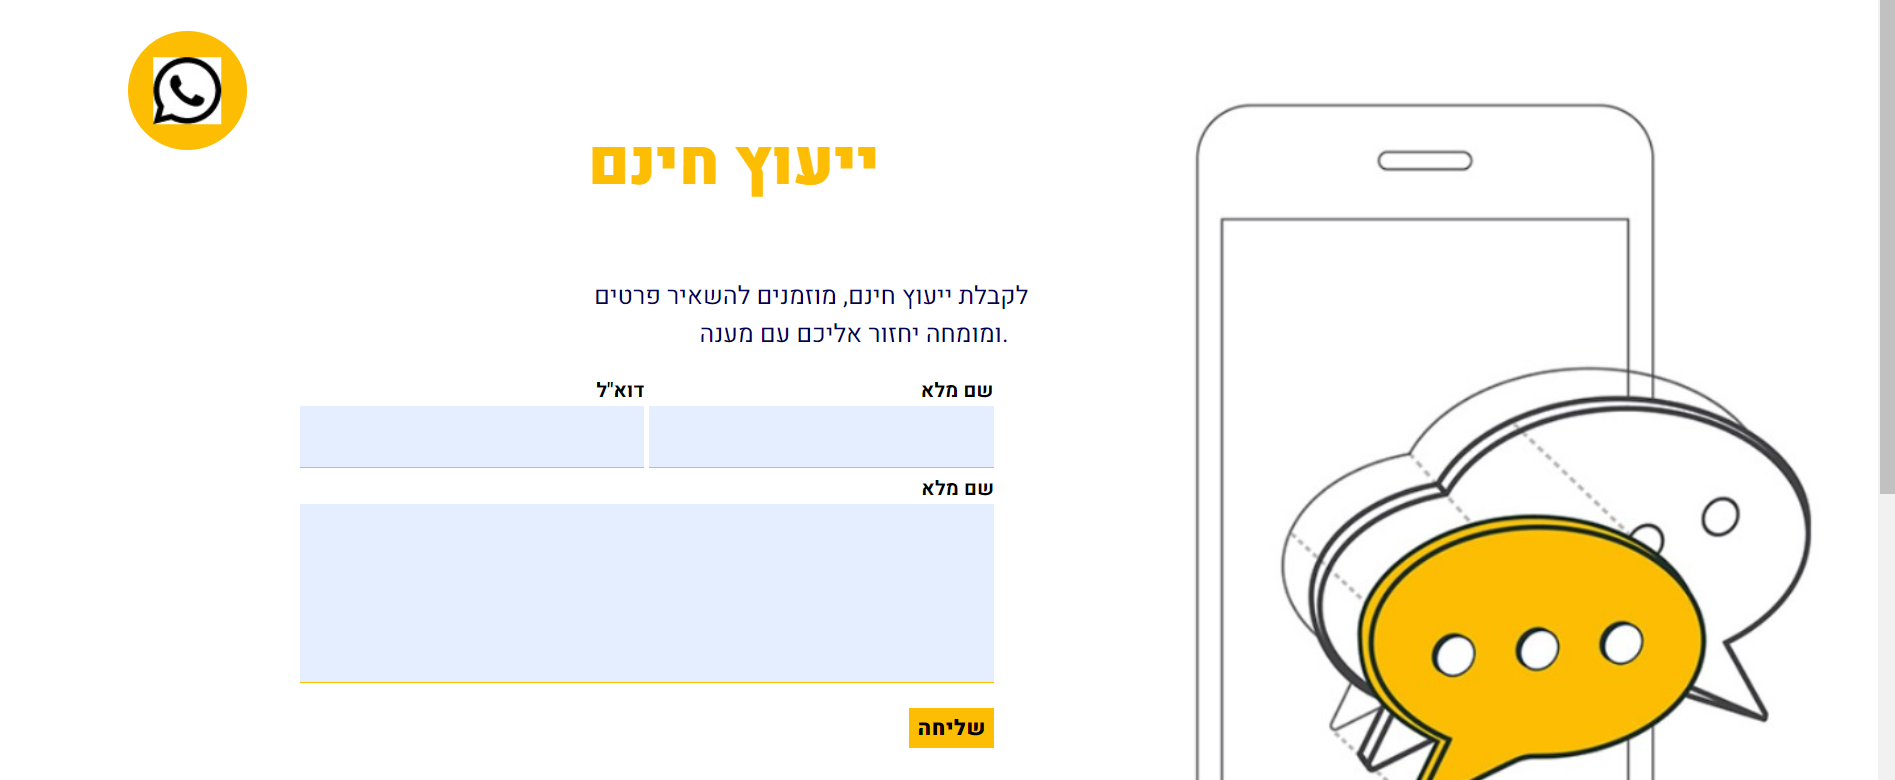 ייעוץ חינם
לקבלת ייעוץ חינם, מוזמנים להשאיר פרטים
.ומומחה יחזור אליכם עם מענה
שם מלא
דוא"ל
שם מלא
שליחה